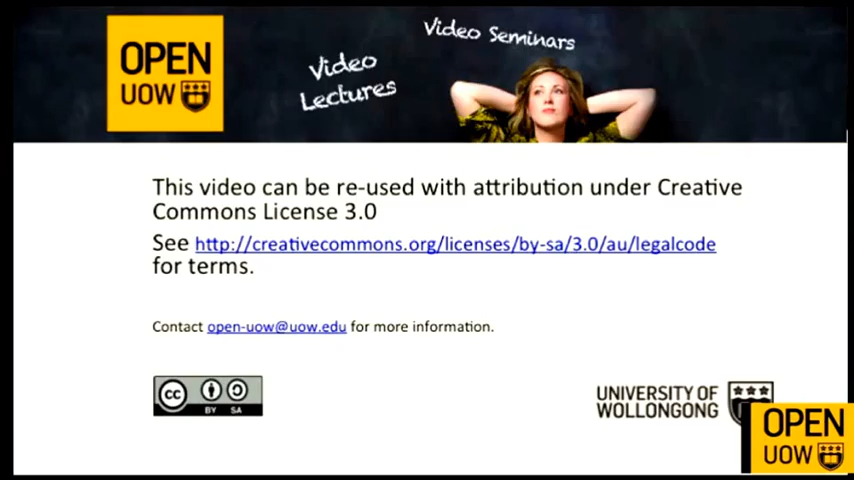 OPEN
UOW
Video
Lectures
Video Seminars
This video can be re-used with attribution under Creative
Commons License 3.0
See http://creativecommons.org/licenses/by-sa/3.0/au/legalcode
for terms.
Contact open-uow@uow.edu for more information.
CC
BY SA
UNIVERSITY OF
WOLLONGONG
OPEN
UOW